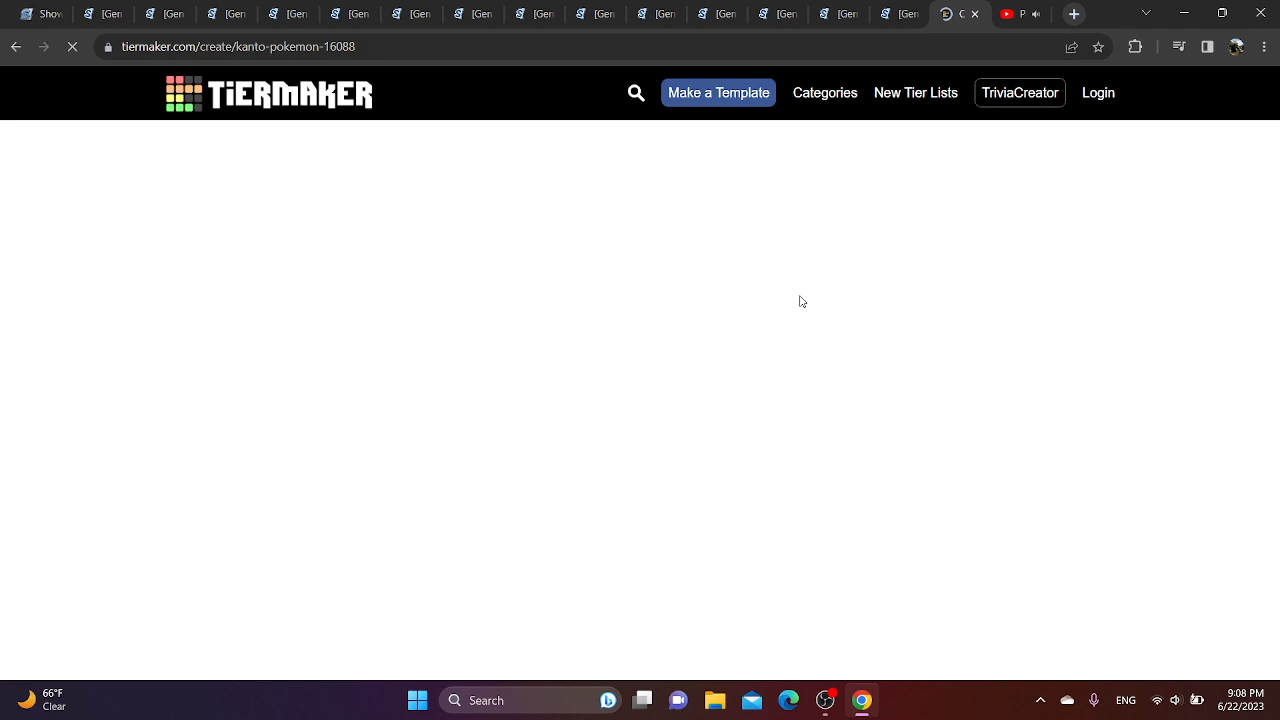 Show
[Gen
[Gen
[Gen
[Gen
[Gen
[Gen
[Gen
[Gen
[Gen
[Gen
[Gen
[Gen
[Gen
[Gen
C
P
tiermaker.com/create/kanto-pokemon-16088
TiERMAKER
Make a Template
Categories
New Tier Lists
TriviaCreator
Login
66°F
Clear
Search
ENG
9:08 PM
6/22/2023